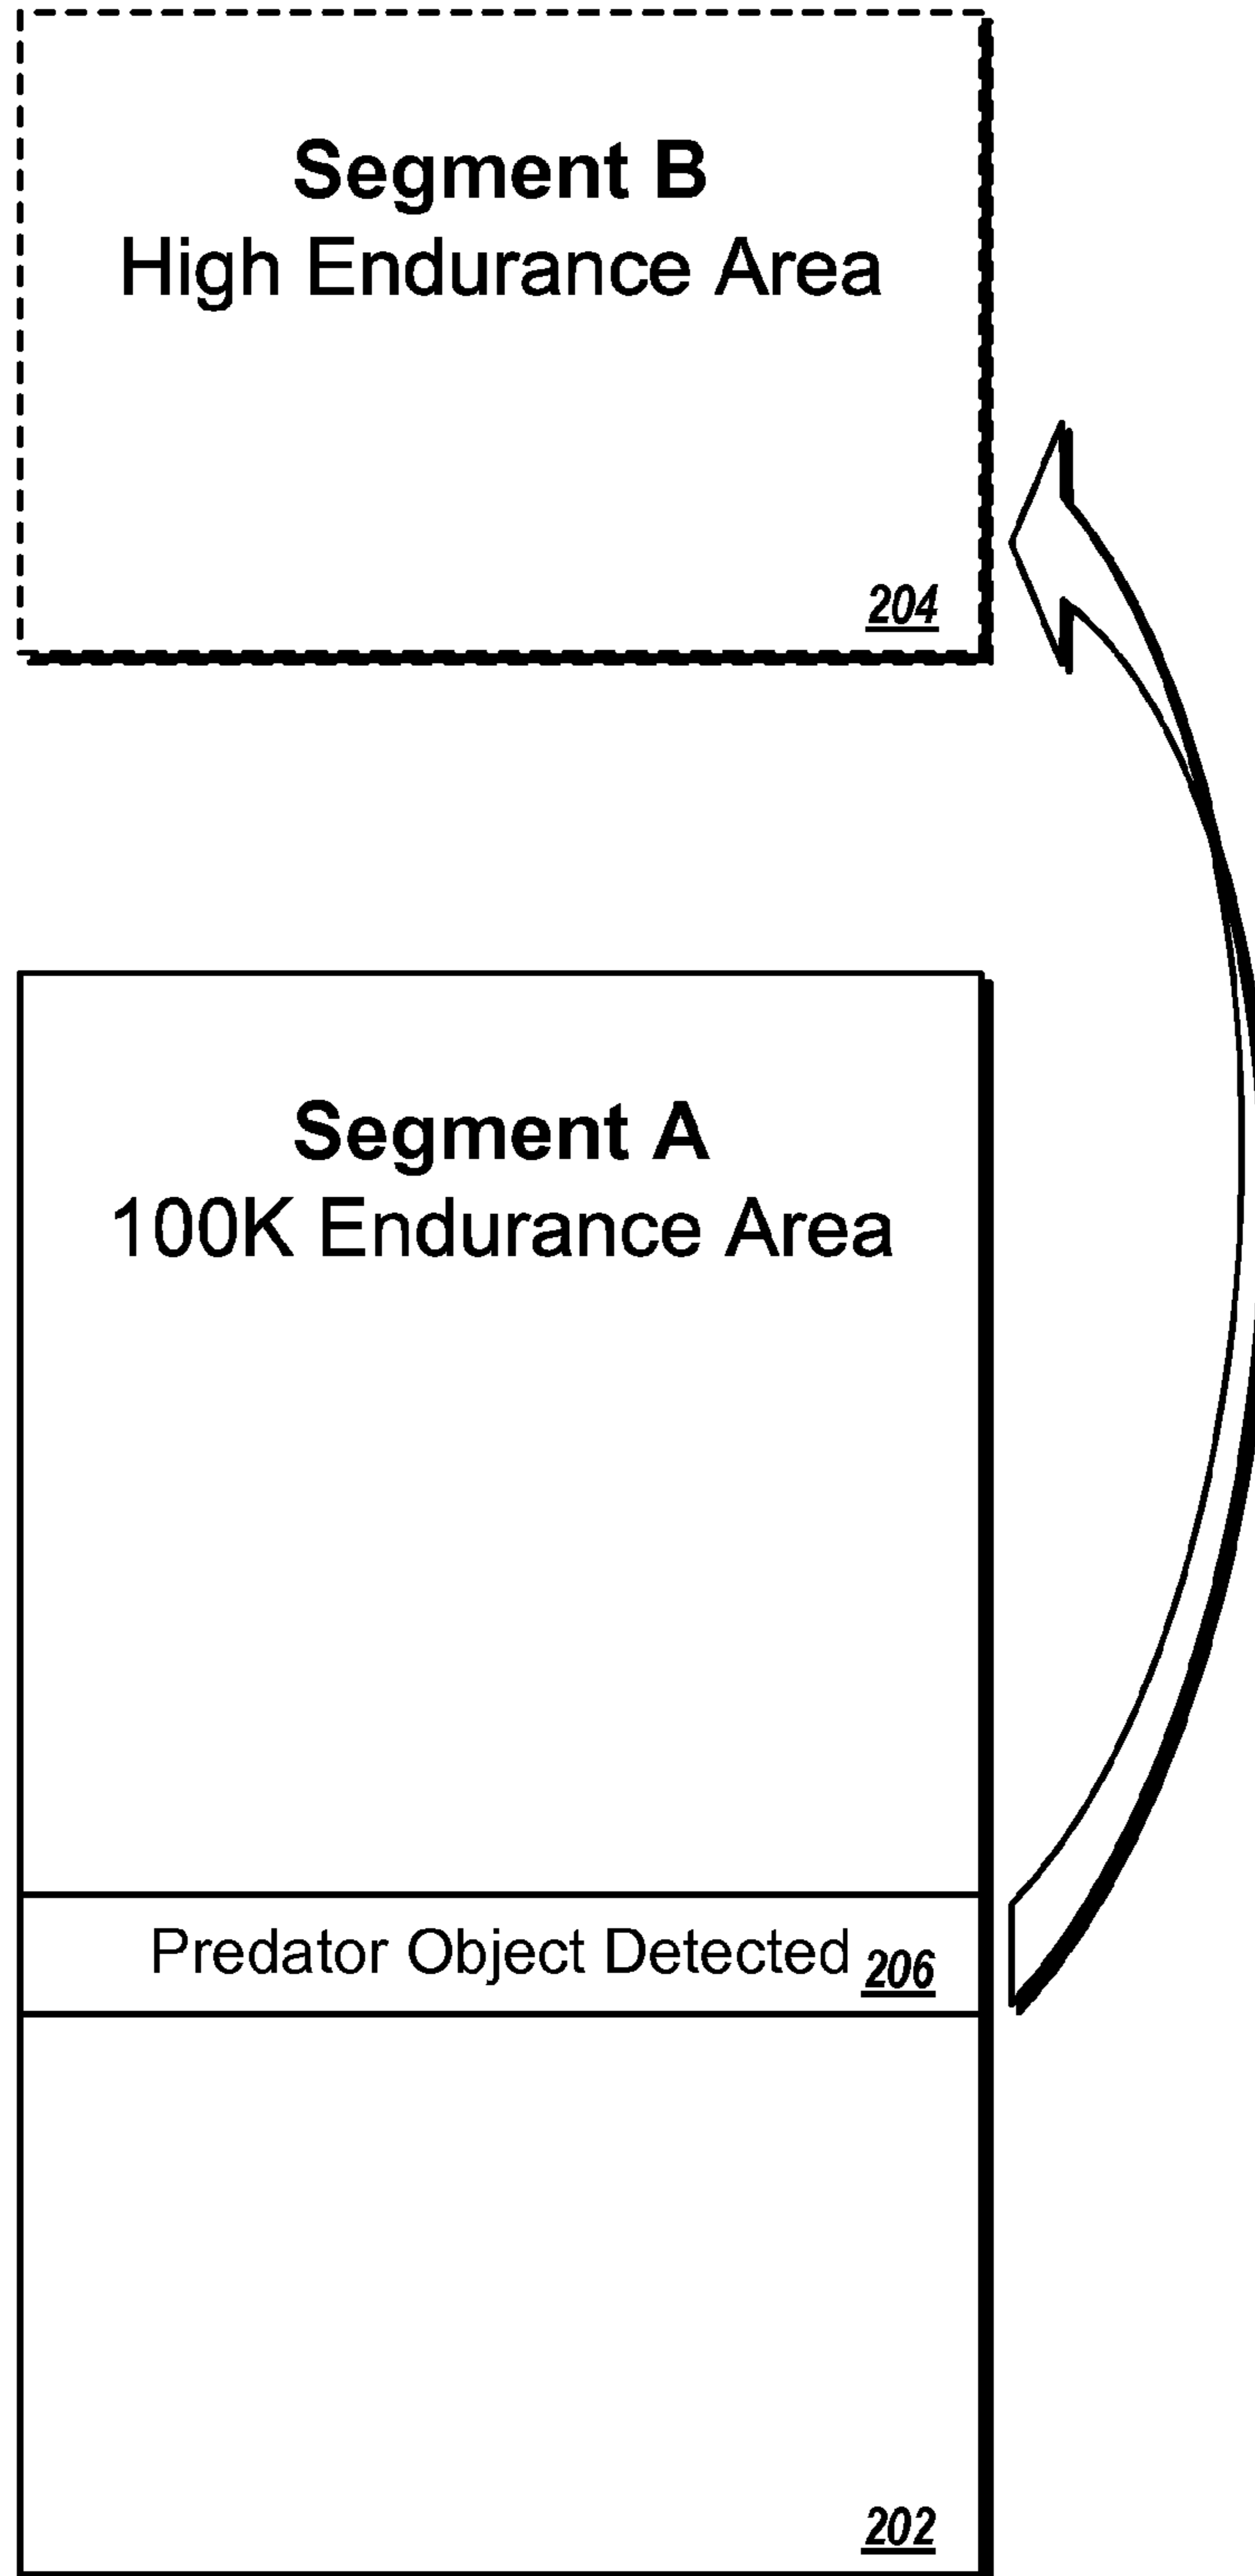 Segment B
High Endurance Area
204
Segment A
100K Endurance Area
Predator Object Detected 206
202